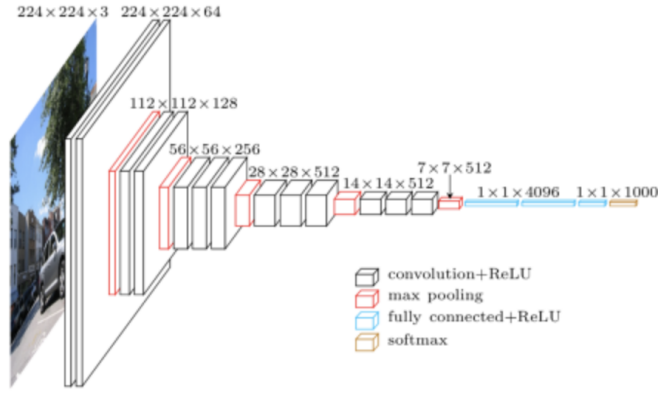 224×224×3
224×224×64
112×112×128
56×56×256
28×28×512
14×14×512
7×7×512
1×1×4096
1×1×1000
convolution+ReLU
max pooling
fully connected+ReLU
softmax